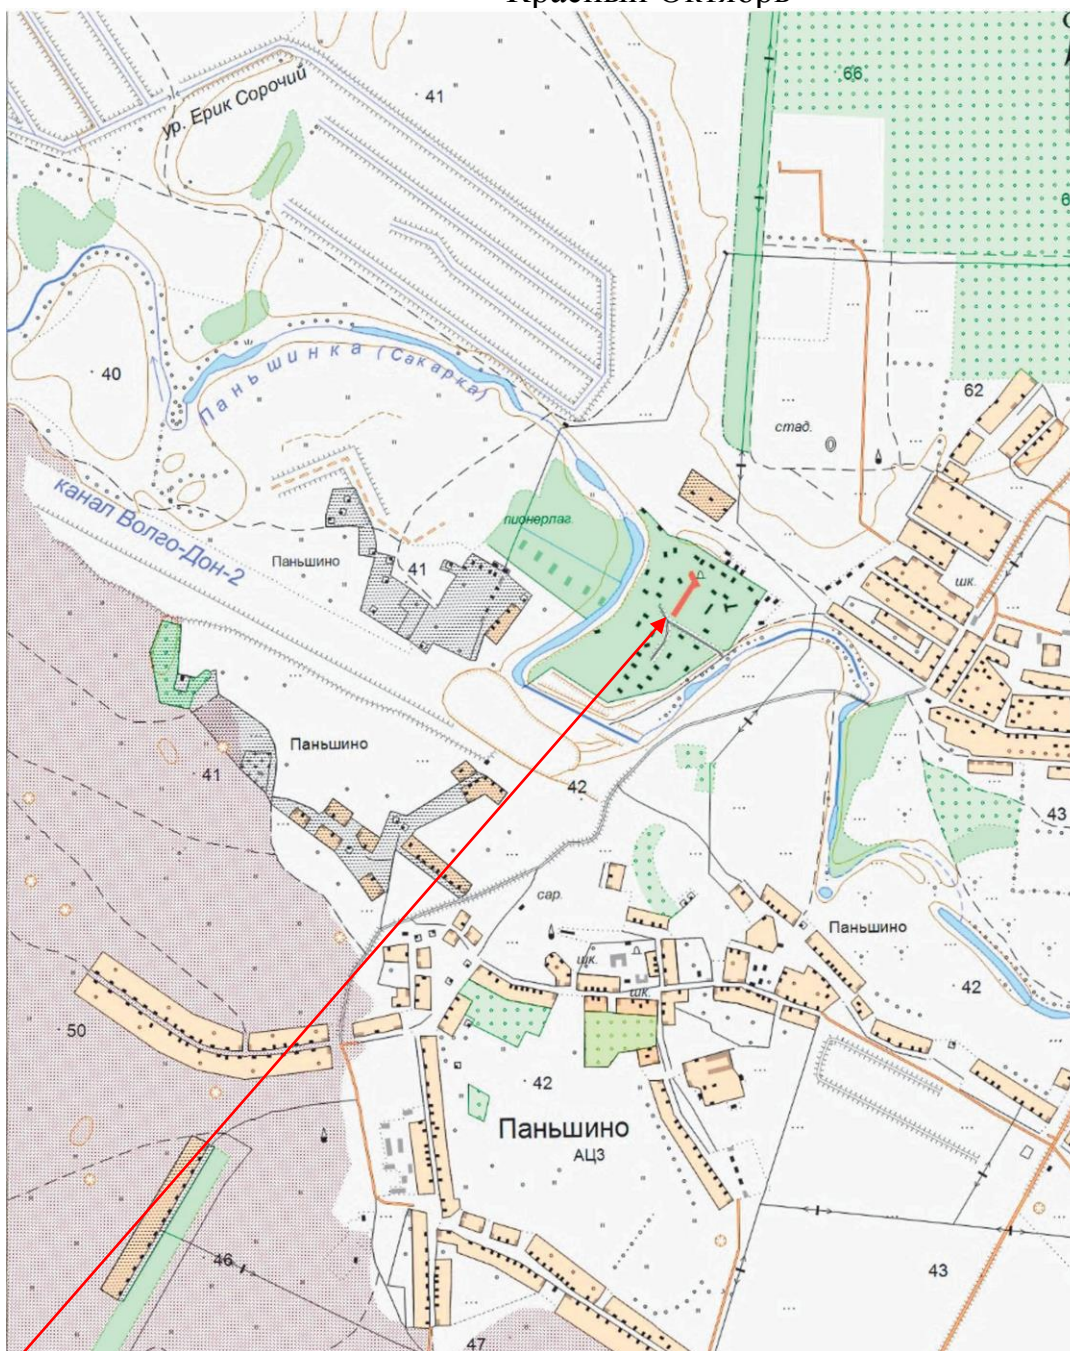 41
66
ур. Ерик Сорочий
40
Паньшинка (Сакарка)
62
стад.
канал Волго-Дон-2
пионерлаг.
Паньшино
41
шк.
Паньшино
41
42
43
сар.
Паньшино
шк.
шк.
42
50
42
Паньшино
АЦЗ
46
43
47